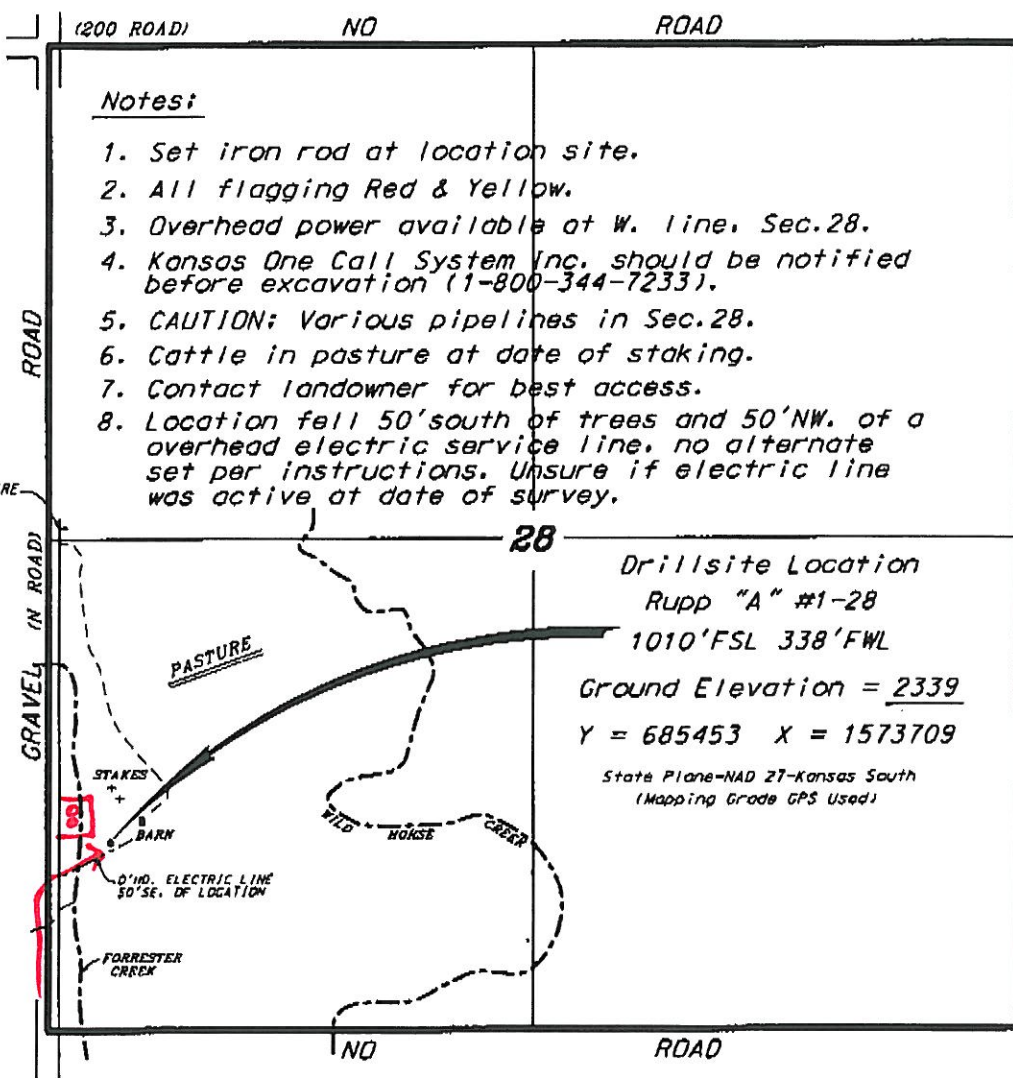 (200 ROAD) NO ROAD
Notes:
1. Set iron rod at location site.
2. All flagging Red & Yellow.
3. Overhead power available at W. line, Sec.28.
4. Kansas One Call System Inc. should be notified
before excavation (1-800-344-7233).
5. CAUTION: Various pipelines in Sec.28.
6. Cattle in pasture at date of staking.
7. Contact landowner for best access.
8. Location fell 50'south of trees and 50'NW. of a
overhead electric service line, no alternate
set per instructions. Unsure if electric line
was active at date of survey.
ROAD
GRAVEL (N ROAD)
28
Drillsite Location
Rupp "A" #1-28
1010'FSL 338'FWL
Ground Elevation = 2339
Y = 685453 X = 1573709
State Plane-NAD 27-Kansas South
(Mapping Grade GPS Used)
PASTURE
STAKES
BARN
WILD HORSE CREEK
O'HD. ELECTRIC LINE
50'SE. OF LOCATION
FORRESTER
CREEK
NO ROAD